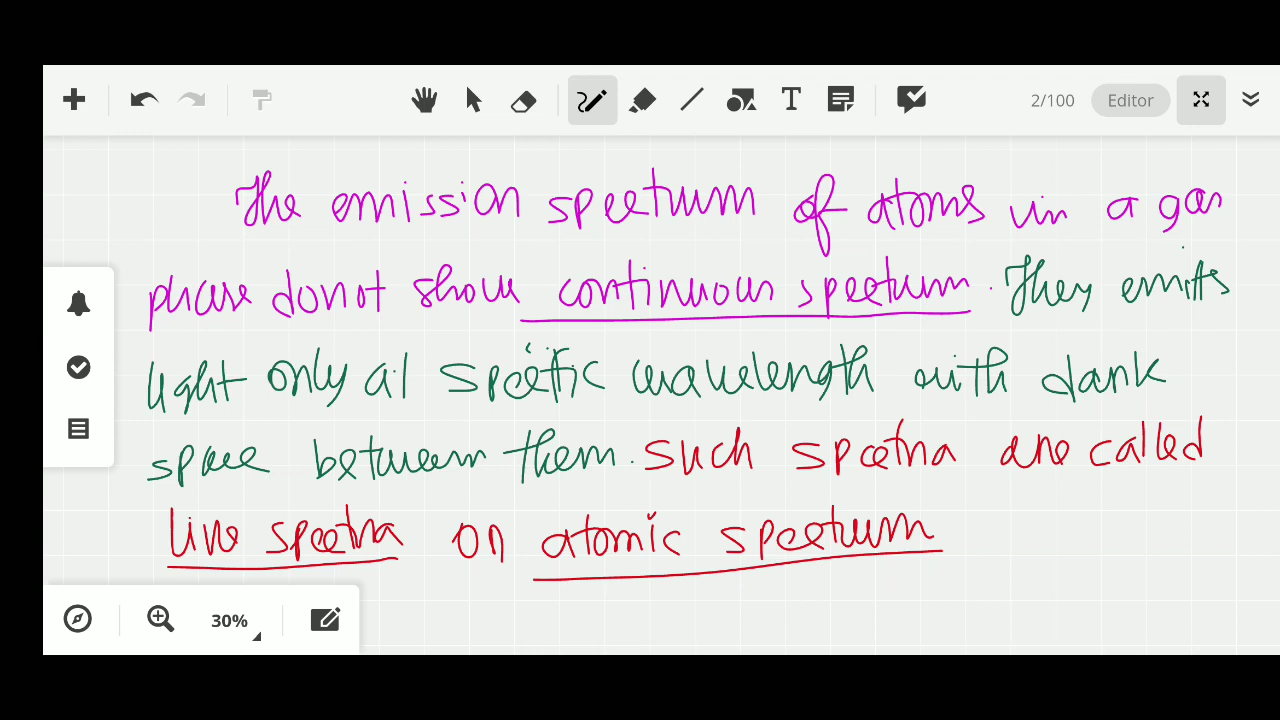 2/100 Editor
The emission spectrum of atoms in a gas
phase donot show continuous spectrum. They emitts
light only at specific wavelength with dark
space between them. such spectra are called
line spectra or atomic spectrum
30%